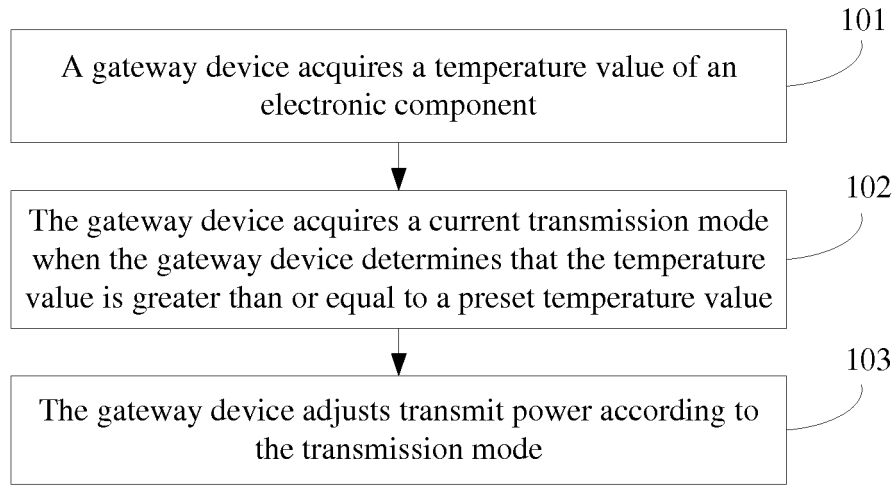 101
A gateway device acquires a temperature value of an
electronic component
102
The gateway device acquires a current transmission mode
when the gateway device determines that the temperature
value is greater than or equal to a preset temperature value
103
The gateway device adjusts transmit power according to
the transmission mode